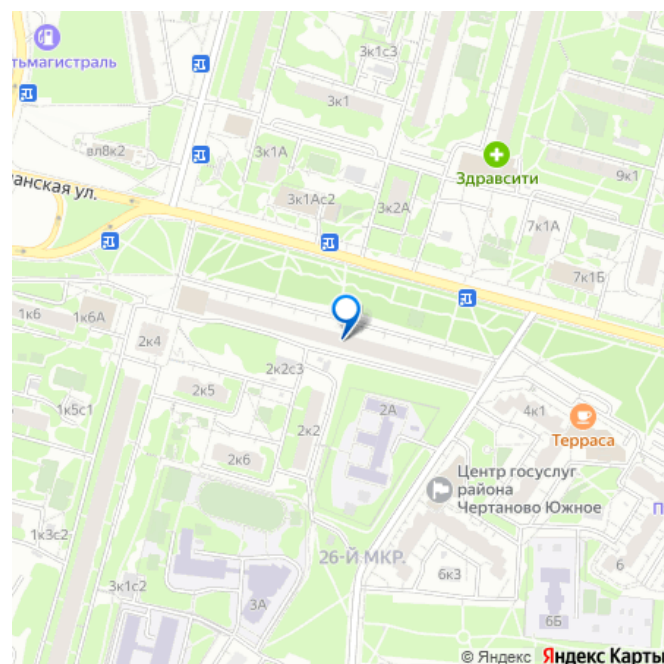 тьмагистраль
3к1с3
3к1
вл8к2
3к1А
Здравсити
9к1
анская ул.
3к1Ас2
3к2А
7к1А
7к1Б
1к6
1к6А
2к4
2к2с3
2к5
2А
4к1
1к5с1
2к2
Терраса
2к6
Центр госуслуг
района
Чертаново Южное
П
1к3с2
26-Й МКР.
6
3к1с2
6к3
3А
6Б
© Яндекс Яндекс Карты